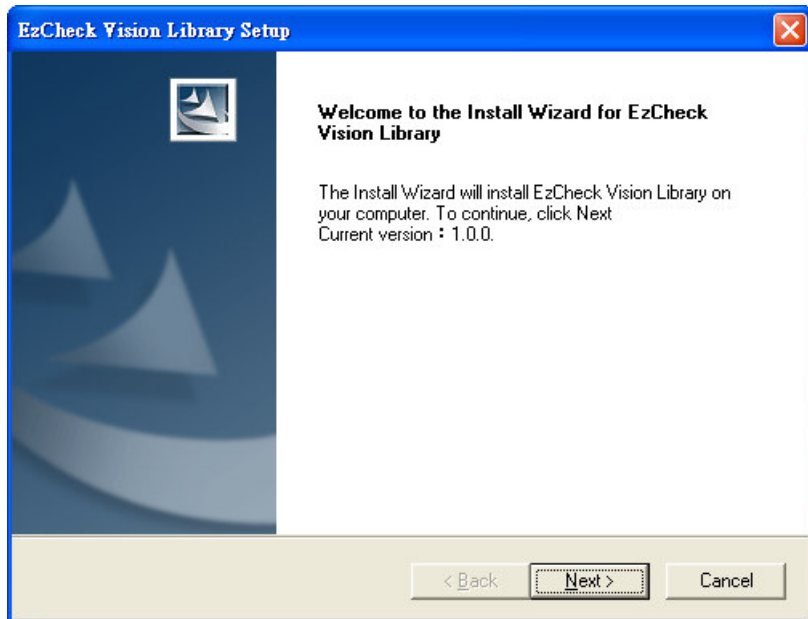 EzCheck Vision Library Setup
Welcome to the Install Wizard for EzCheck
Vision Library
The Install Wizard will install EzCheck Vision Library on
your computer. To continue, click Next
Current version：1.0.0.
< Back
Next >
Cancel